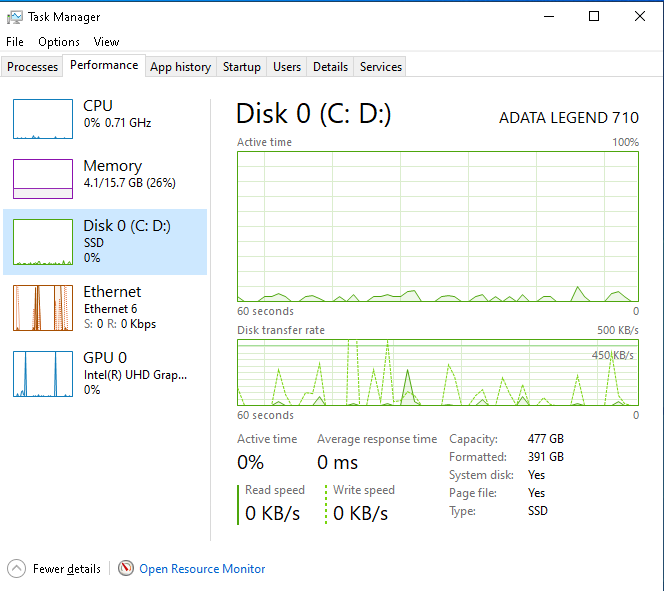 Task Manager
File Options View
Processes Performance App history Startup Users Details Services
CPU
0% 0.71 GHz
Memory
4.1/15.7 GB (26%)
Disk 0 (C: D:)
SSD
0%
Ethernet
Ethernet 6
S: 0 R: 0 Kbps
GPU 0
Intel(R) UHD Grap...
0%
Disk 0 (C: D:) ADATA LEGEND 710
Active time 100%
60 seconds 0
Disk transfer rate 500 KB/s
450 KB/s
60 seconds 0
Active time Average response time
0% 0 ms
Read speed Write speed
0 KB/s 0 KB/s
Capacity: 477 GB
Formatted: 391 GB
System disk: Yes
Page file: Yes
Type: SSD
Fewer details Open Resource Monitor